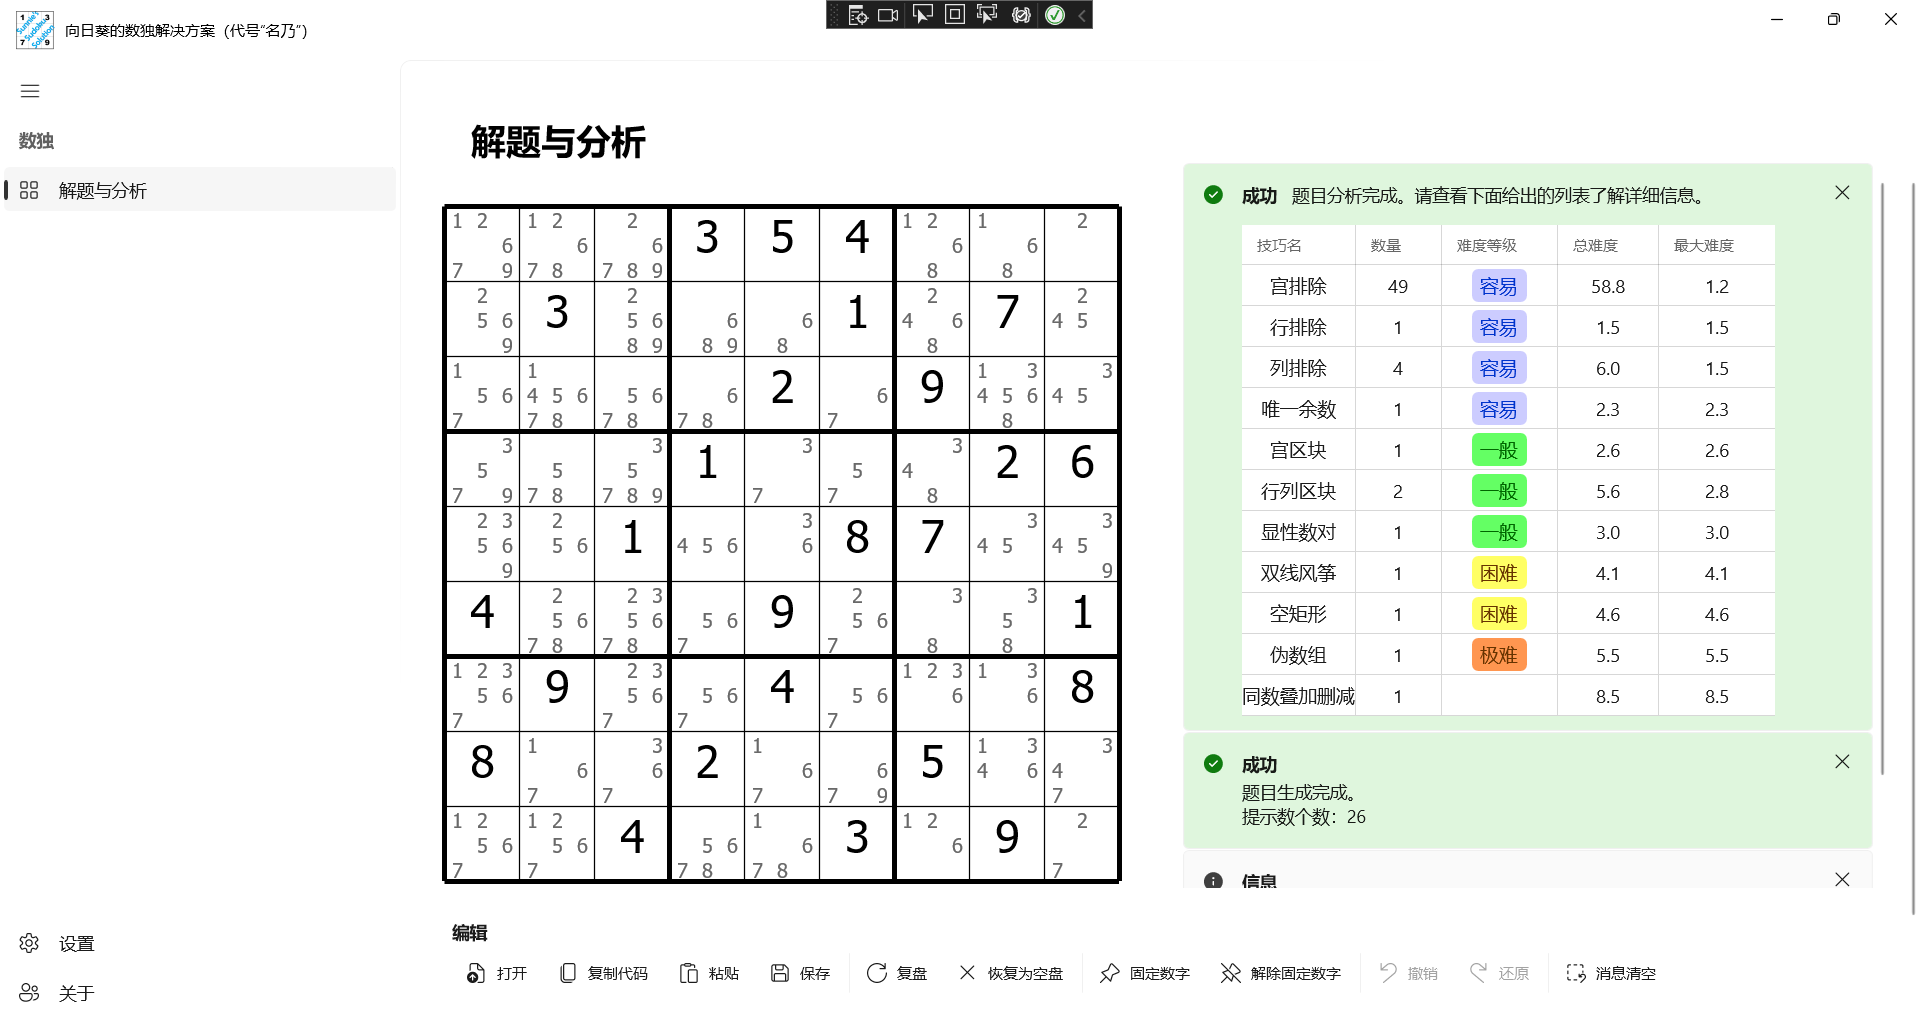 向日葵的数独解决方案（代号“名乃”）
数独
解题与分析
设置
关于
解题与分析
1 2 1 2 2 3 5 4 1 2 1 2
6 6 6 6 6
7 9 7 8 7 8 9 8 8
2 3 2 1 2 7 2
5 6 5 6 6 6 4 6 4 5
9 8 9 8 9 8 8
1 1 2 9 1 3 3
5 6 4 5 6 5 6 6 6 4 5 6 4 5
7 7 8 7 8 7 8 7 8
3 3 1 3 3 2 6
5 5 5 5 4
7 9 7 8 7 8 9 7 7 8
2 3 2 1 3 8 7 3 3
5 6 5 6 4 5 6 6 4 5 4 5
9 9
4 2 2 3 9 2 3 3 1
5 6 5 6 5 6 5 6 5
7 8 7 8 7 7 8 8
1 2 3 9 2 3 4 1 2 3 1 3 8
5 6 5 6 5 6 5 6 6 6
7 7 7 7
8 1 3 2 1 5 1 3 3
6 6 6 6 4 6 4
7 7 7 7 9 7
1 2 1 2 4 1 3 1 2 9 2
5 6 5 6 5 6 6 6
7 7 7 8 7 8 7
成功 题目分析完成。请查看下面给出的列表了解详细信息。
技巧名 数量 难度等级 总难度 最大难度
宫排除 49 容易 58.8 1.2
行排除 1 容易 1.5 1.5
列排除 4 容易 6.0 1.5
唯一余数 1 容易 2.3 2.3
宫区块 1 一般 2.6 2.6
行列区块 2 一般 5.6 2.8
显性数对 1 一般 3.0 3.0
双线风筝 1 困难 4.1 4.1
空矩形 1 困难 4.6 4.6
伪数组 1 极难 5.5 5.5
同数叠加删减 1 8.5 8.5
成功
题目生成完成。
提示数个数：26
信息
编辑
打开 复制代码 粘贴 保存 复盘 恢复为空盘 固定数字 解除固定数字 撤销 还原 消息清空